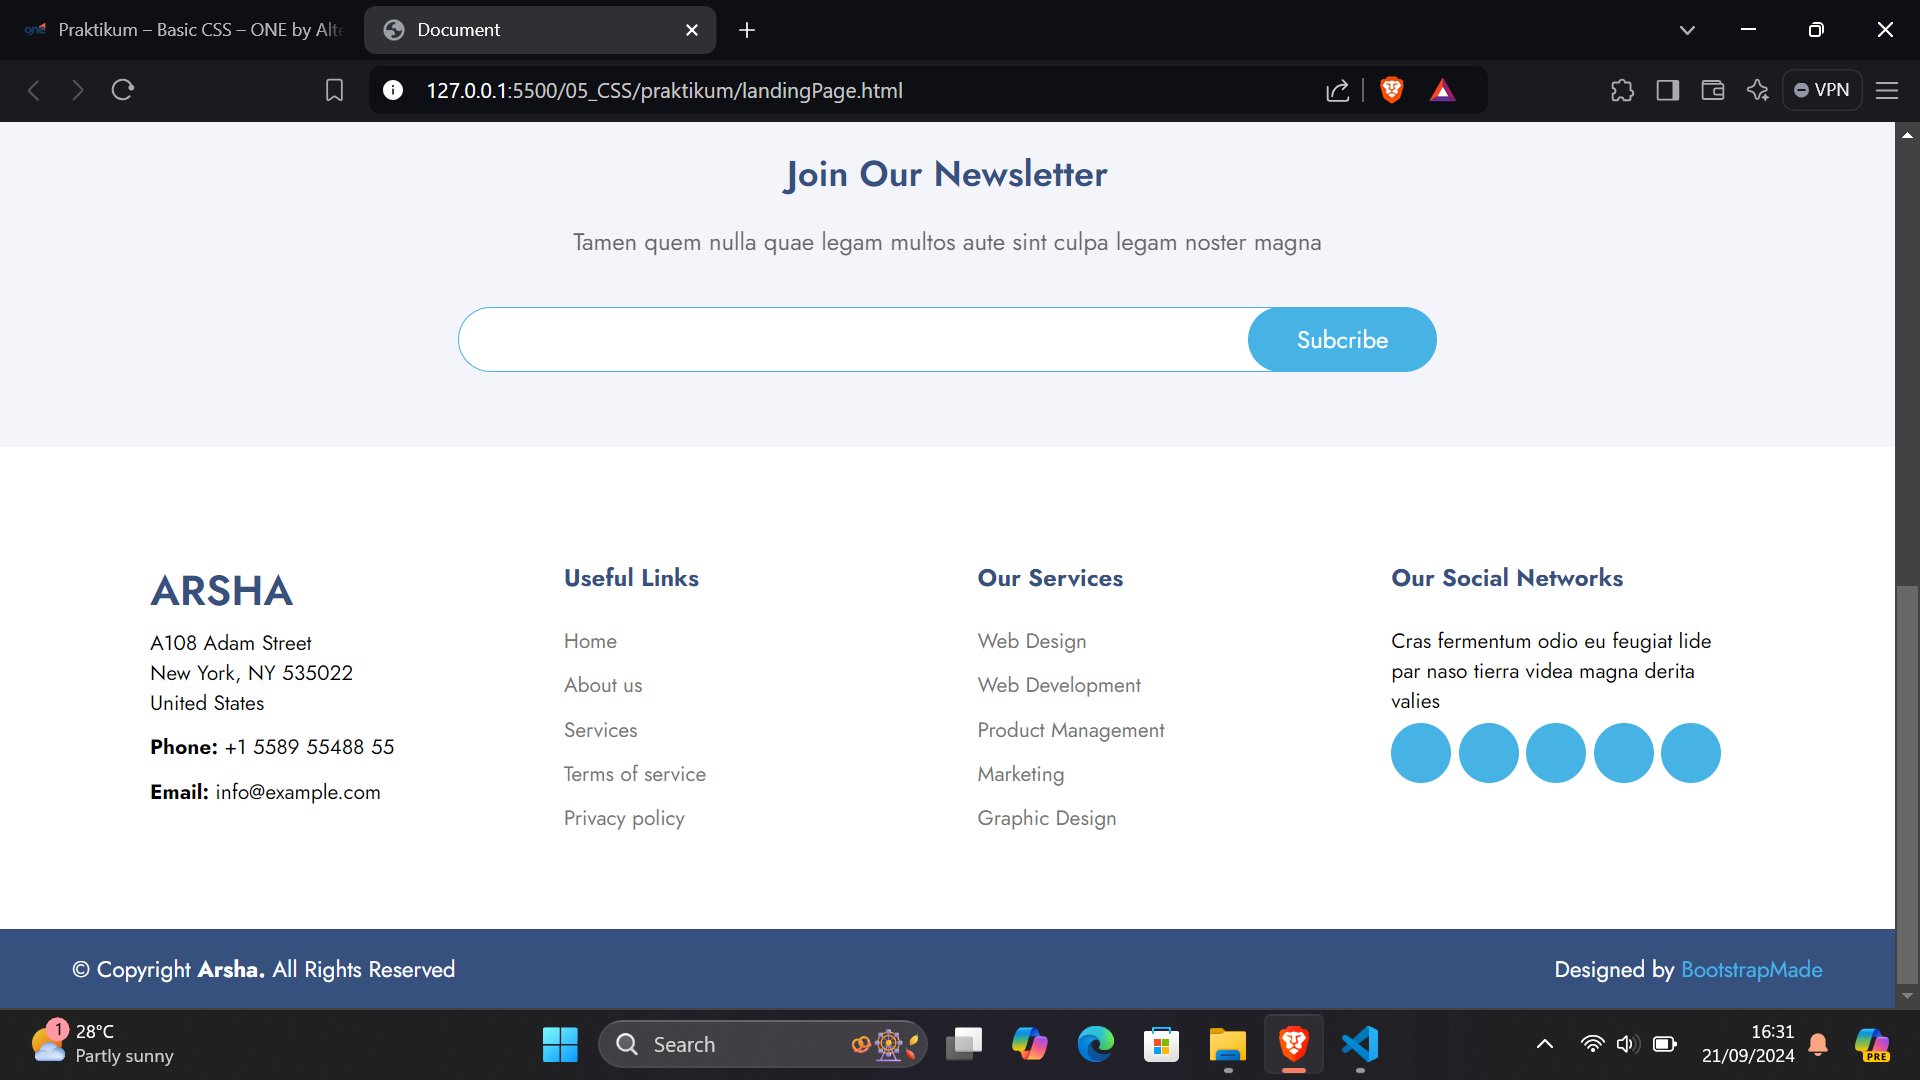 Praktikum – Basic CSS – ONE by Alte
Document
127.0.0.1:5500/05_CSS/praktikum/landingPage.html
VPN
Join Our Newsletter
Tamen quem nulla quae legam multos aute sint culpa legam noster magna
Subcribe
ARSHA
A108 Adam Street
New York, NY 535022
United States
Phone: +1 5589 55488 55
Email: info@example.com
Useful Links
Home
About us
Services
Terms of service
Privacy policy
Our Services
Web Design
Web Development
Product Management
Marketing
Graphic Design
Our Social Networks
Cras fermentum odio eu feugiat lide
par naso tierra videa magna derita
valies
© Copyright Arsha. All Rights Reserved
Designed by BootstrapMade
1
28°C
Partly sunny
Search
16:31
21/09/2024
PRE